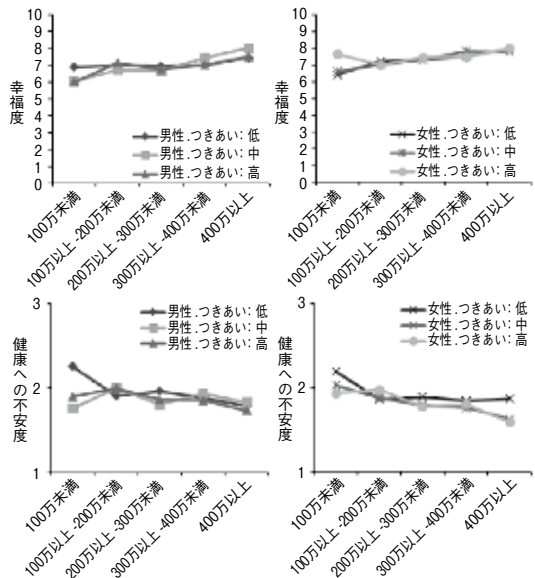 10
9
8
7
6
5
4
3
2
1
0
幸福度
男性.つきあい：低
男性.つきあい：中
男性.つきあい：高
100万未満
100万以上-200万未満
200万以上-300万未満
300万以上-400万未満
400万以上
10
9
8
7
6
5
4
3
2
1
0
幸福度
女性.つきあい：低
女性.つきあい：中
女性.つきあい：高
100万未満
100万以上-200万未満
200万以上-300万未満
300万以上-400万未満
400万以上
3
2
1
健康への不安度
男性.つきあい：低
男性.つきあい：中
男性.つきあい：高
100万未満
100万以上-200万未満
200万以上-300万未満
300万以上-400万未満
400万以上
3
2
1
健康への不安度
女性.つきあい：低
女性.つきあい：中
女性.つきあい：高
100万未満
100万以上-200万未満
200万以上-300万未満
300万以上-400万未満
400万以上